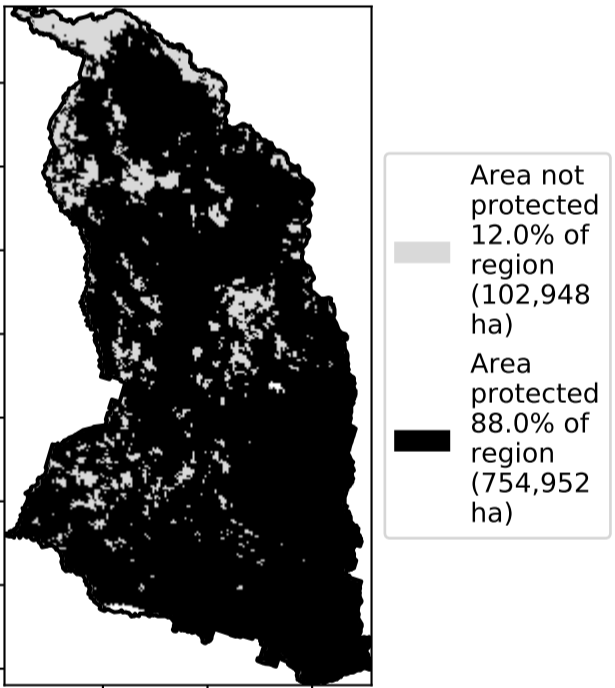 Area not
protected
12.0% of
region
(102,948
ha)
Area
protected
88.0% of
region
(754,952
ha)